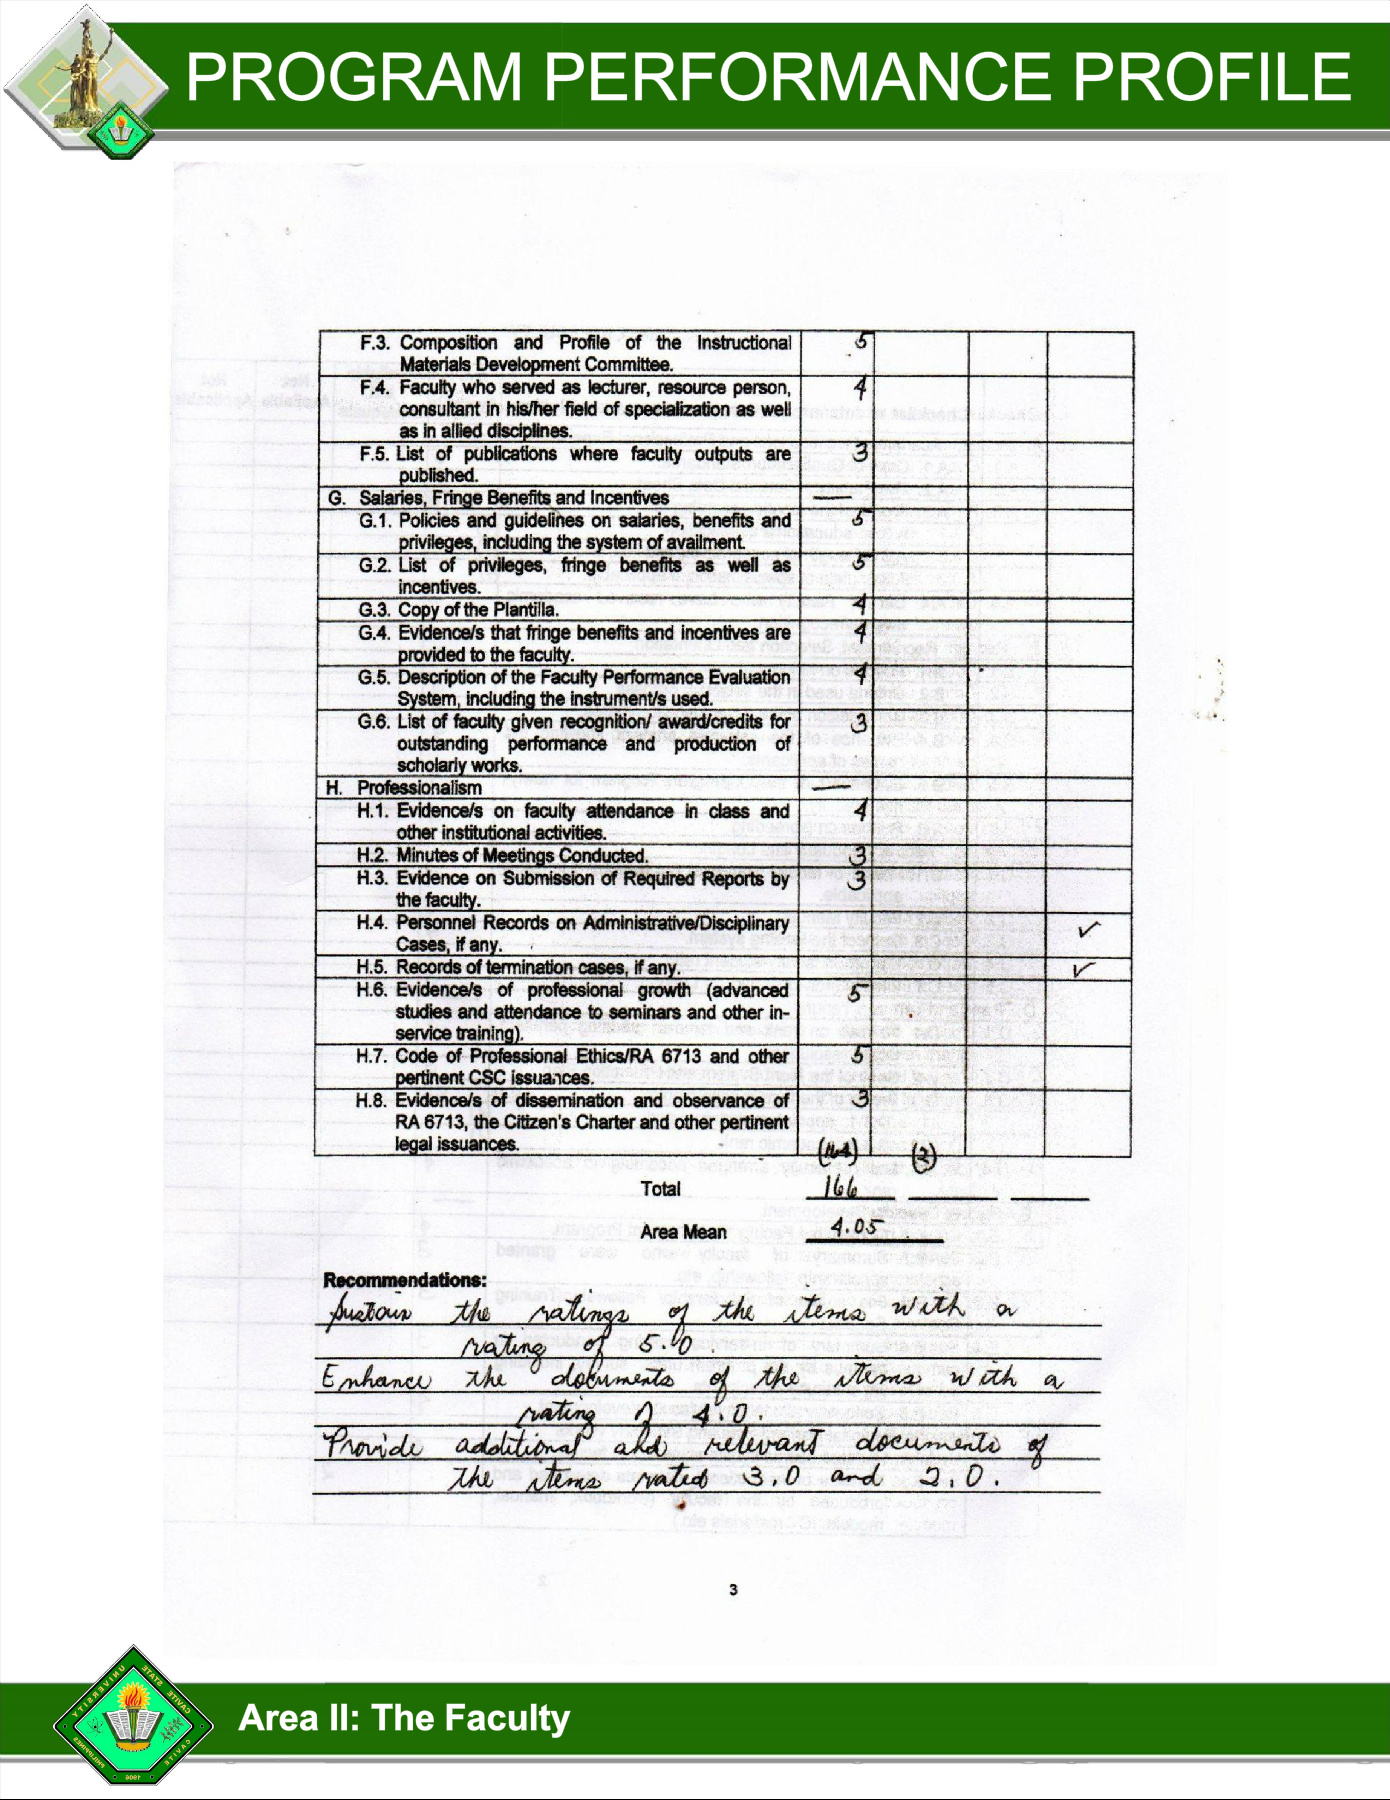 PROGRAM PERFORMANCE PROFILE
F.3. Composition and Profile of the Instructional 5
Materials Development Committee.
F.4. Faculty who served as lecturer, resource person, 4
consultant in his/her field of specialization as well
as in allied disciplines.
F.5. List of publications where faculty outputs are 3
published.
G. Salaries, Fringe Benefits and Incentives —
G.1. Policies and guidelines on salaries, benefits and 5
privileges, including the system of availment.
G.2. List of privileges, fringe benefits as well as 5
incentives.
G.3. Copy of the Plantilla. 4
G.4. Evidence/s that fringe benefits and incentives are 4
provided to the faculty.
G.5. Description of the Faculty Performance Evaluation 4
System, including the instrument/s used.
G.6. List of faculty given recognition/ award/credits for 3
outstanding performance and production of
scholarly works.
H. Professionalism —
H.1. Evidence/s on faculty attendance in class and 4
other institutional activities.
H.2. Minutes of Meetings Conducted. 3
H.3. Evidence on Submission of Required Reports by 3
the faculty.
H.4. Personnel Records on Administrative/Disciplinary ✓
Cases, if any.
H.5. Records of termination cases, if any. ✓
H.6. Evidence/s of professional growth (advanced 5
studies and attendance to seminars and other in-
service training).
H.7. Code of Professional Ethics/RA 6713 and other 5
pertinent CSC issuances.
H.8. Evidence/s of dissemination and observance of 3
RA 6713, the Citizen's Charter and other pertinent
legal issuances.
Total 166
Area Mean 4.05
Recommendations:
Sustain the ratings of the items with a
rating of 5.0.
Enhance the documents of the items with a
rating of 4.0.
Provide additional and relevant documents of
the items rated 3.0 and 2.0.
3
CAVITE STATE UNIVERSITY
CAVITE PHILIPPINES
1906
Area II: The Faculty